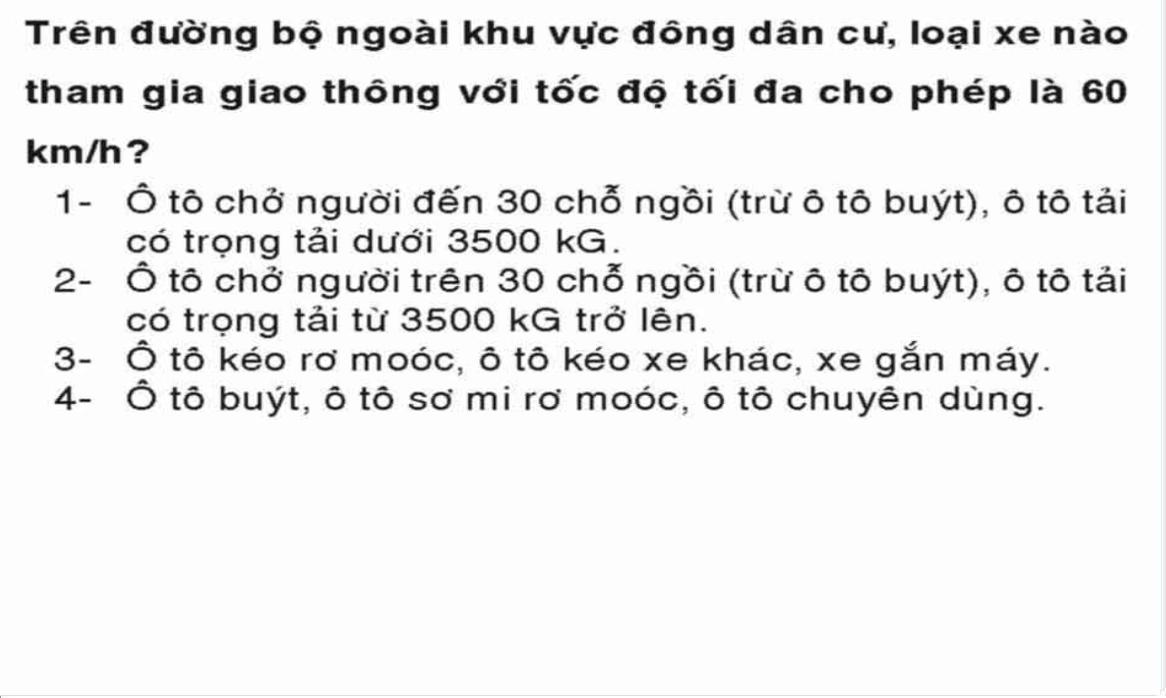 Trên đường bộ ngoài khu vực đông dân cư, loại xe nào
tham gia giao thông với tốc độ tối đa cho phép là 60
km/h?
1- Ô tô chở người đến 30 chỗ ngồi (trừ ô tô buýt), ô tô tải
có trọng tải dưới 3500 kG.
2- Ô tô chở người trên 30 chỗ ngồi (trừ ô tô buýt), ô tô tải
có trọng tải từ 3500 kG trở lên.
3- Ô tô kéo rơ moóc, ô tô kéo xe khác, xe gắn máy.
4- Ô tô buýt, ô tô sơ mi rơ moóc, ô tô chuyên dùng.